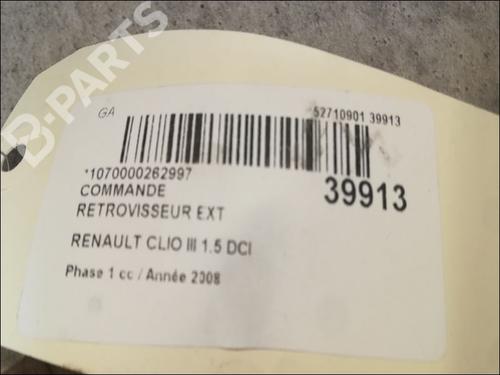 B-PARTS
GA
52710901 39913
*1070000262997
39913
COMMANDE
RETROVISSEUR EXT
RENAULT CLIO III 1.5 DCI
Phase 1 cc / Année 2008